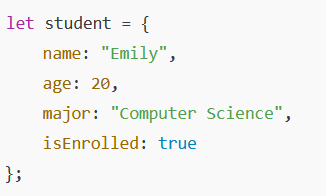 let student = {
    name: "Emily",
    age: 20,
    major: "Computer Science",
    isEnrolled: true
};